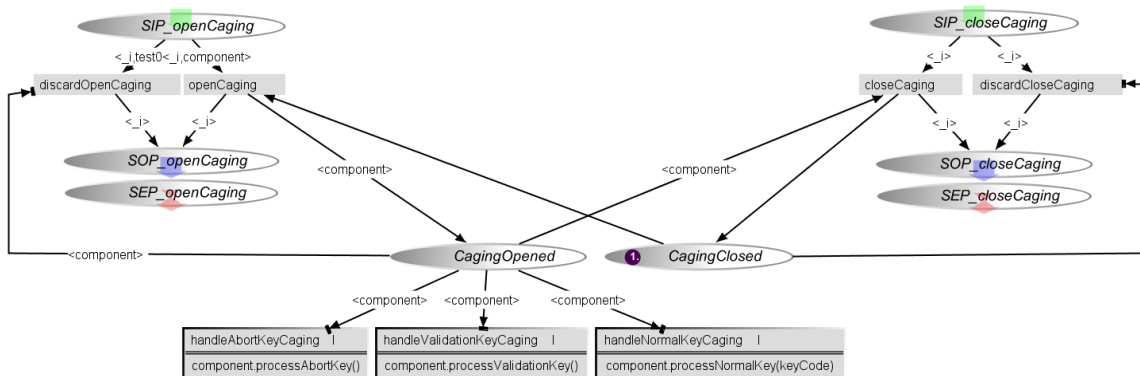 SIP_openCaging
SIP_closeCaging
<_i,test0<_i,component>
<_i>
<_i>
discardOpenCaging
openCaging
closeCaging
discardCloseCaging
<_i>
<_i>
<_i>
<_i>
SOP_openCaging
<component>
<component>
SOP_closeCaging
SEP_openCaging
SEP_closeCaging
<component>
CagingOpened
1.
CagingClosed
<component>
<component>
<component>
handleAbortKeyCaging I
handleValidationKeyCaging I
handleNormalKeyCaging I
component.processAbortKey()
component.processValidationKey()
component.processNormalKey(keyCode)